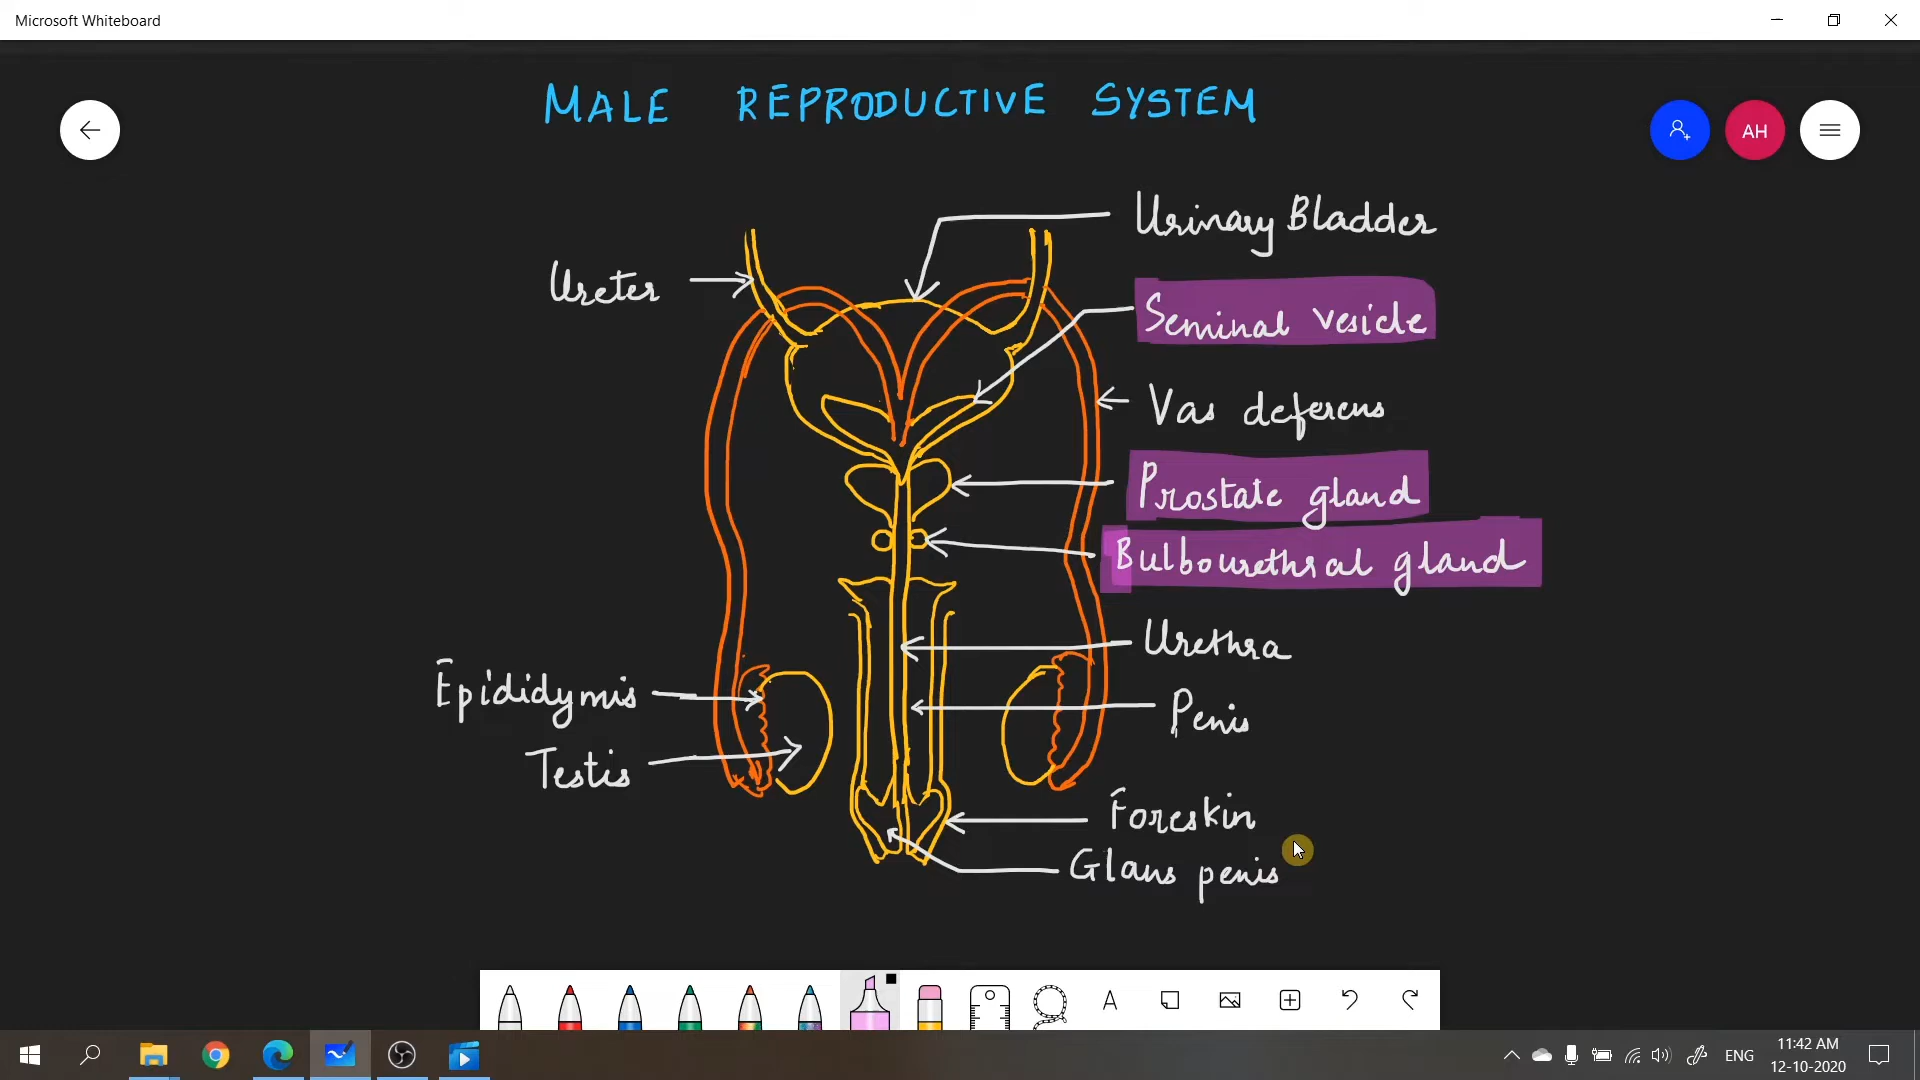 Microsoft Whiteboard
MALE REPRODUCTIVE SYSTEM
AH
Urinary Bladder
Ureter
Seminal vesicle
Vas deferens
Prostate gland
Bulbourethral gland
Urethra
Epididymis
Penis
Testis
Foreskin
Glans penis
ENG
11:42 AM
12-10-2020